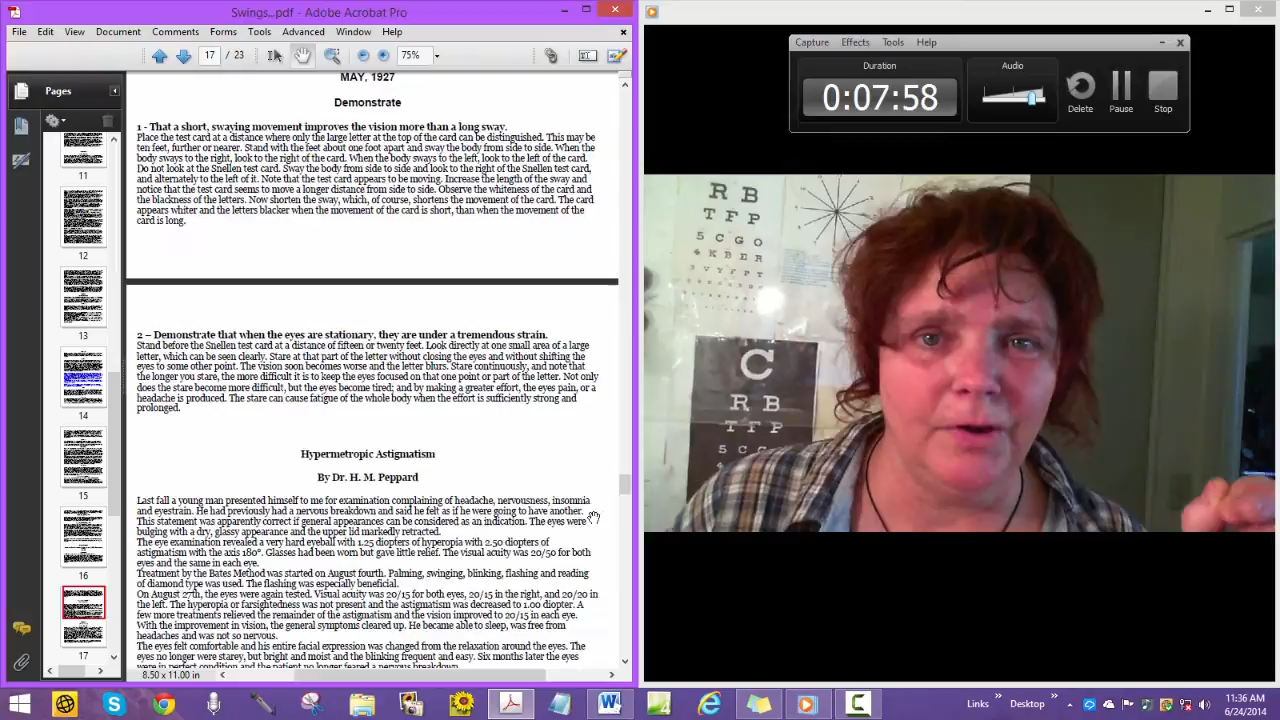 Swings...pdf - Adobe Acrobat Pro
File Edit View Document Comments Forms Tools Advanced Window Help
17 / 23 75%
Pages
11
12
13
14
15
16
17
MAY, 1927
Demonstrate
1 - That a short, swaying movement improves the vision more than a long sway.
Place the test card at a distance where only the large letter at the top of the card can be distinguished. This may be
ten feet, further or nearer. Stand with the feet about one foot apart and sway the body from side to side. When the
body sways to the right, look to the right of the card. When the body sways to the left, look to the left of the card.
Do not look at the Snellen test card. Sway the body from side to side and look to the right of the Snellen test card,
and alternately to the left of it. Note that the test card appears to be moving. Increase the length of the sway and
notice that the test card seems to move a longer distance from side to side. Observe the whiteness of the card and
the blackness of the letters. Now shorten the sway, which, of course, shortens the movement of the card. The card
appears whiter and the letters blacker when the movement of the card is short, than when the movement of the
card is long.
2 – Demonstrate that when the eyes are stationary, they are under a tremendous strain.
Stand before the Snellen test card at a distance of fifteen or twenty feet. Look directly at one small area of a large
letter, which can be seen clearly. Stare at that part of the letter without closing the eyes and without shifting the
eyes to some other point. The vision soon becomes worse and the letter blurs. Stare continuously, and note that
the longer you stare, the more difficult it is to keep the eyes focused on that one point or part of the letter. Not only
does the stare become more difficult, but the eyes become tired; and by making a greater effort, the eyes pain, or a
headache is produced. The stare can cause fatigue of the whole body when the effort is sufficiently strong and
prolonged.
Hypermetropic Astigmatism
By Dr. H. M. Peppard
Last fall a young man presented himself to me for examination complaining of headache, nervousness, insomnia
and eyestrain. He had previously had a nervous breakdown and said he felt as if he were going to have another.
This statement was apparently correct if general appearances can be considered as an indication. The eyes were
bulging with a dry, glassy appearance and the upper lid markedly retracted.
The eye examination revealed a very hard eyeball with 1.25 diopters of hyperopia with 2.50 diopters of
astigmatism with the axis 180°. Glasses had been worn but gave little relief. The visual acuity was 20/50 for both
eyes and the same in each eye.
Treatment by the Bates Method was started on August fourth. Palming, swinging, blinking, flashing and reading
of diamond type was used. The flashing was especially beneficial.
On August 27th, the eyes were again tested. Visual acuity was 20/15 for both eyes, 20/15 in the right, and 20/20 in
the left. The hyperopia or farsightedness was not present and the astigmatism was decreased to 1.00 diopter. A
few more treatments relieved the remainder of the astigmatism and the vision improved to 20/15 in each eye.
With the improvement in vision, the general symptoms cleared up. He became able to sleep, was free from
headaches and was not so nervous.
The eyes felt comfortable and his entire facial expression was changed from the relaxation around the eyes. The
eyes no longer were starey, but bright and moist and the blinking frequent and easy. Six months later the eyes
were in perfect condition and the patient no longer feared a nervous breakdown.
8.50 x 11.00 in
Capture Effects Tools Help
Duration
0:07:58
Audio
Delete Pause Stop
R B
T F P
5 C G O
4 K B E R
C
R B
T F P
5 C G
Links
Desktop
11:36 AM
6/24/2014